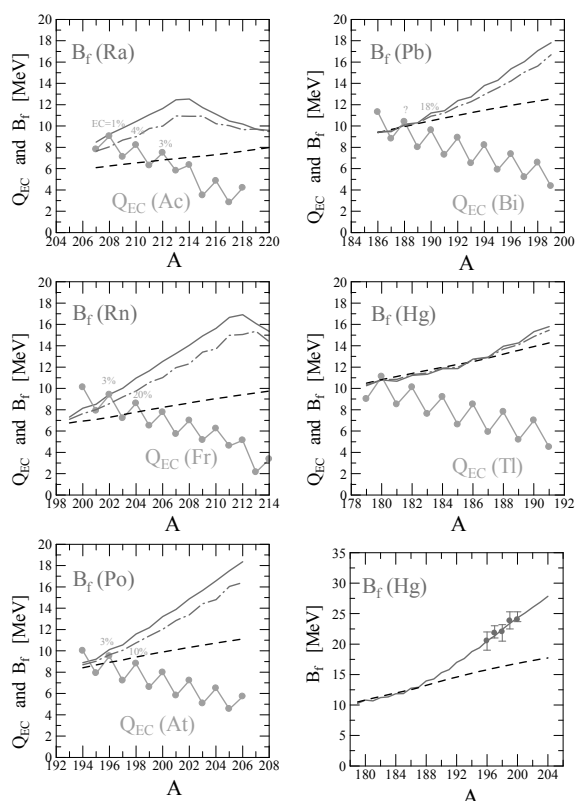 B_f (Ra)
Q_EC and B_f [MeV]
20
18
16
14
12
10
8
6
4
2
0
EC=1%
4%
3%
Q_EC (Ac)
204 206 208 210 212 214 216 218 220
A
B_f (Pb)
Q_EC and B_f [MeV]
20
18
16
14
12
10
8
6
4
2
0
?
18%
Q_EC (Bi)
184 186 188 190 192 194 196 198 200
A
B_f (Rn)
Q_EC and B_f [MeV]
20
18
16
14
12
10
8
6
4
2
0
3%
20%
Q_EC (Fr)
198 200 202 204 206 208 210 212 214
A
B_f (Hg)
Q_EC and B_f [MeV]
20
18
16
14
12
10
8
6
4
2
0
Q_EC (Tl)
178 180 182 184 186 188 190 192
A
B_f (Po)
Q_EC and B_f [MeV]
20
18
16
14
12
10
8
6
4
2
0
3%
10%
Q_EC (At)
192 194 196 198 200 202 204 206 208
A
B_f (Hg)
B_f [MeV]
35
30
25
20
15
10
5
0
180 184 188 192 196 200 204
A